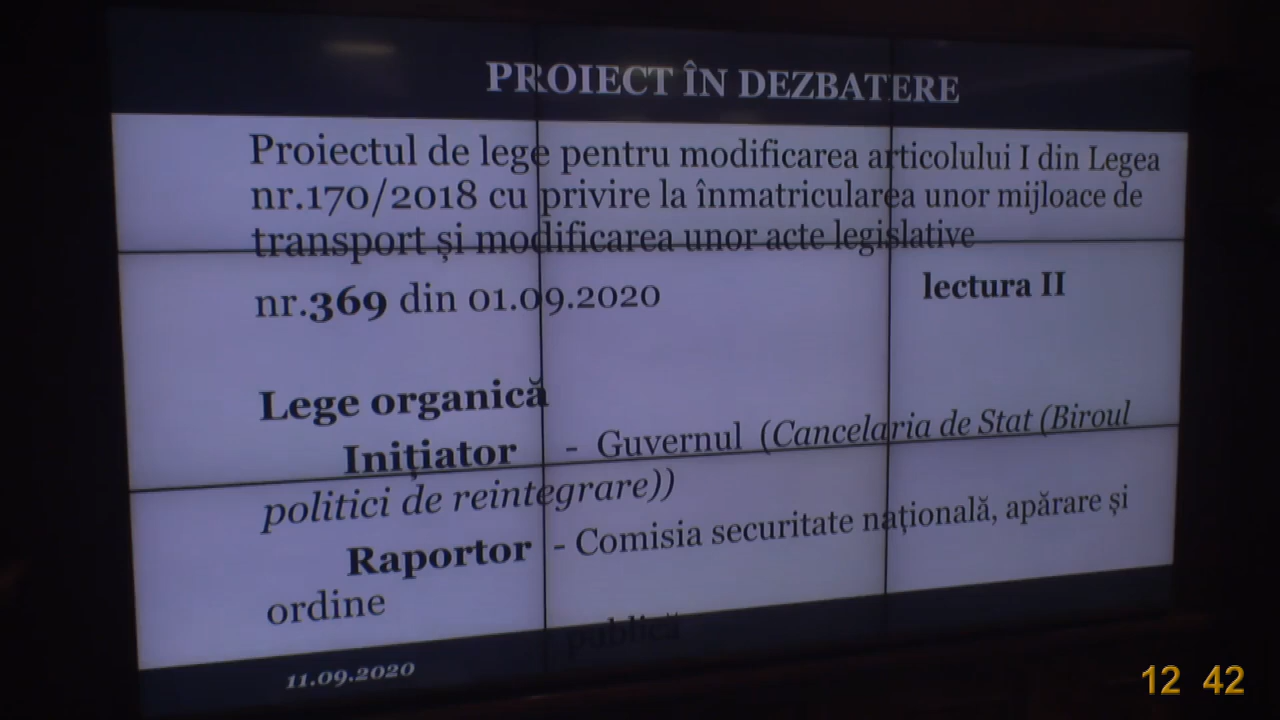 PROIECT ÎN DEZBATERE
Proiectul de lege pentru modificarea articolului I din Legea
nr.170/2018 cu privire la înmatricularea unor mijloace de
transport și modificarea unor acte legislative
nr.369 din 01.09.2020
lectura II
Lege organică
Inițiator - Guvernul (Cancelaria de Stat (Biroul
politici de reintegrare))
Raportor - Comisia securitate națională, apărare și
ordine
publică
11.09.2020
12 42